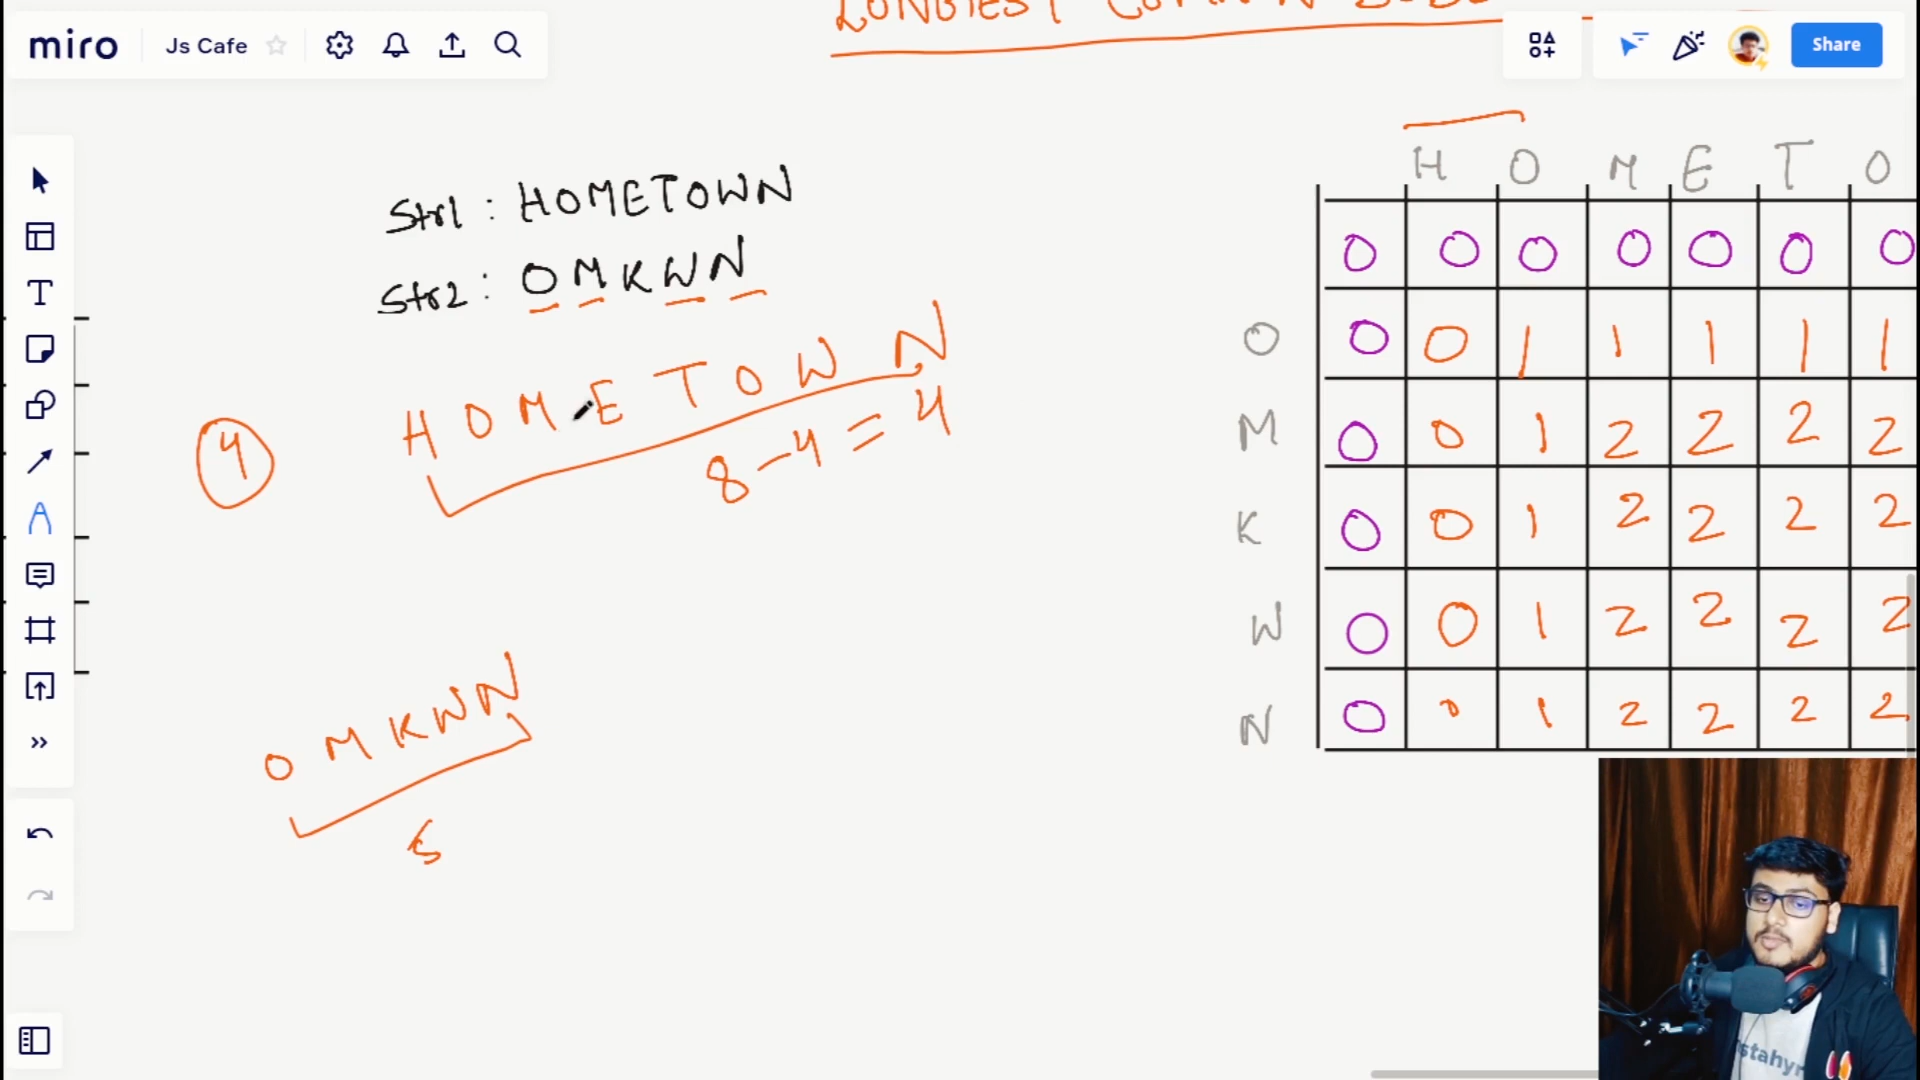 miro
Js Cafe
Share
Str1 : HOMETOWN
Str2 : OMKWN
H O M E T O W N
8-4=4
4
OMKWN
5
H O M E T O
0 0 0 0 0 0 0
O 0 0 1 1 1 1 1
M 0 0 1 2 2 2 2
K 0 0 1 2 2 2 2
W 0 0 1 2 2 2 2
N 0 0 1 2 2 2 2